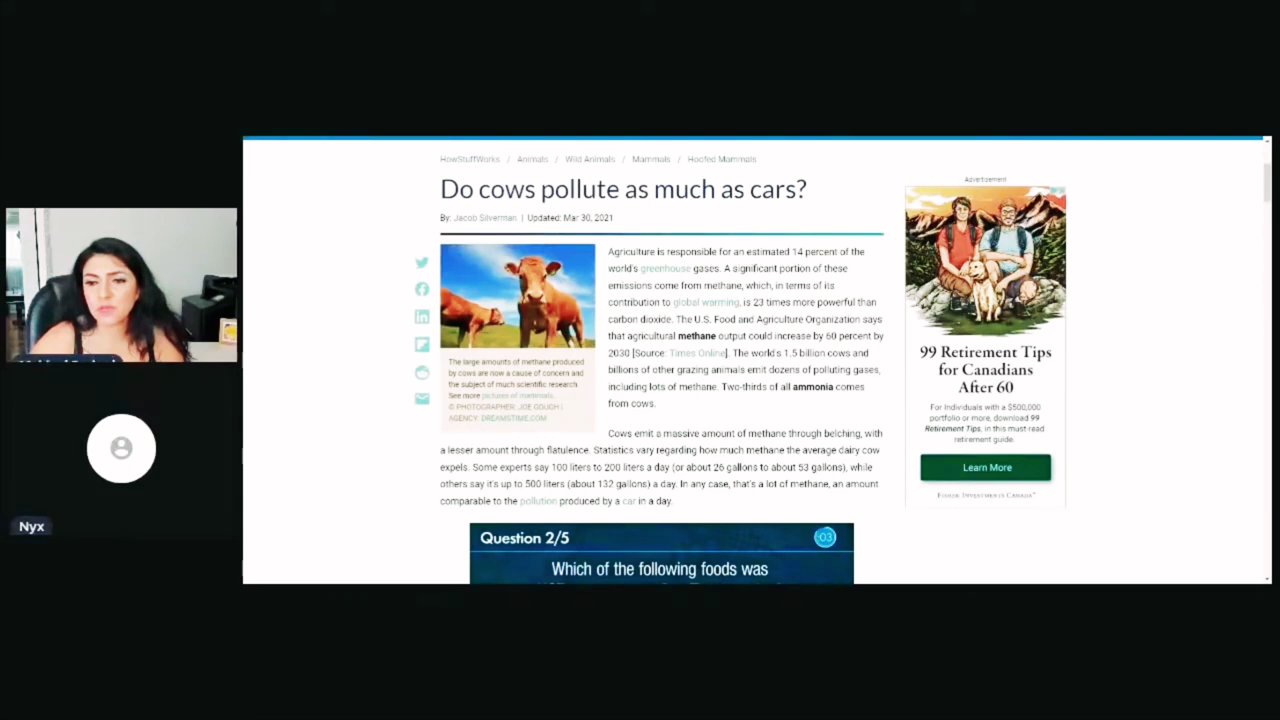 HowStuffWorks / Animals / Wild Animals / Mammals / Hoofed Mammals
Do cows pollute as much as cars?
By: Jacob Silverman | Updated: Mar 30, 2021
Agriculture is responsible for an estimated 14 percent of the
world's greenhouse gases. A significant portion of these
emissions come from methane, which, in terms of its
contribution to global warming, is 23 times more powerful than
carbon dioxide. The U.S. Food and Agriculture Organization says
that agricultural methane output could increase by 60 percent by
2030 [Source: Times Online]. The world's 1.5 billion cows and
billions of other grazing animals emit dozens of polluting gases,
including lots of methane. Two-thirds of all ammonia comes
from cows.
The large amounts of methane produced
by cows are now a cause of concern and
the subject of much scientific research.
See more pictures of mammals.
© PHOTOGRAPHER: JOE GOUGH |
AGENCY: DREAMSTIME.COM
Cows emit a massive amount of methane through belching, with
a lesser amount through flatulence. Statistics vary regarding how much methane the average dairy cow
expels. Some experts say 100 liters to 200 liters a day (or about 26 gallons to about 53 gallons), while
others say it's up to 500 liters (about 132 gallons) a day. In any case, that's a lot of methane, an amount
comparable to the pollution produced by a car in a day.
Question 2/5
:03
Which of the following foods was
Advertisement
99 Retirement Tips
for Canadians
After 60
For Individuals with a $500,000
portfolio or more, download 99
Retirement Tips, in this must-read
retirement guide.
Learn More
Fisher Investments Canada
Nyx